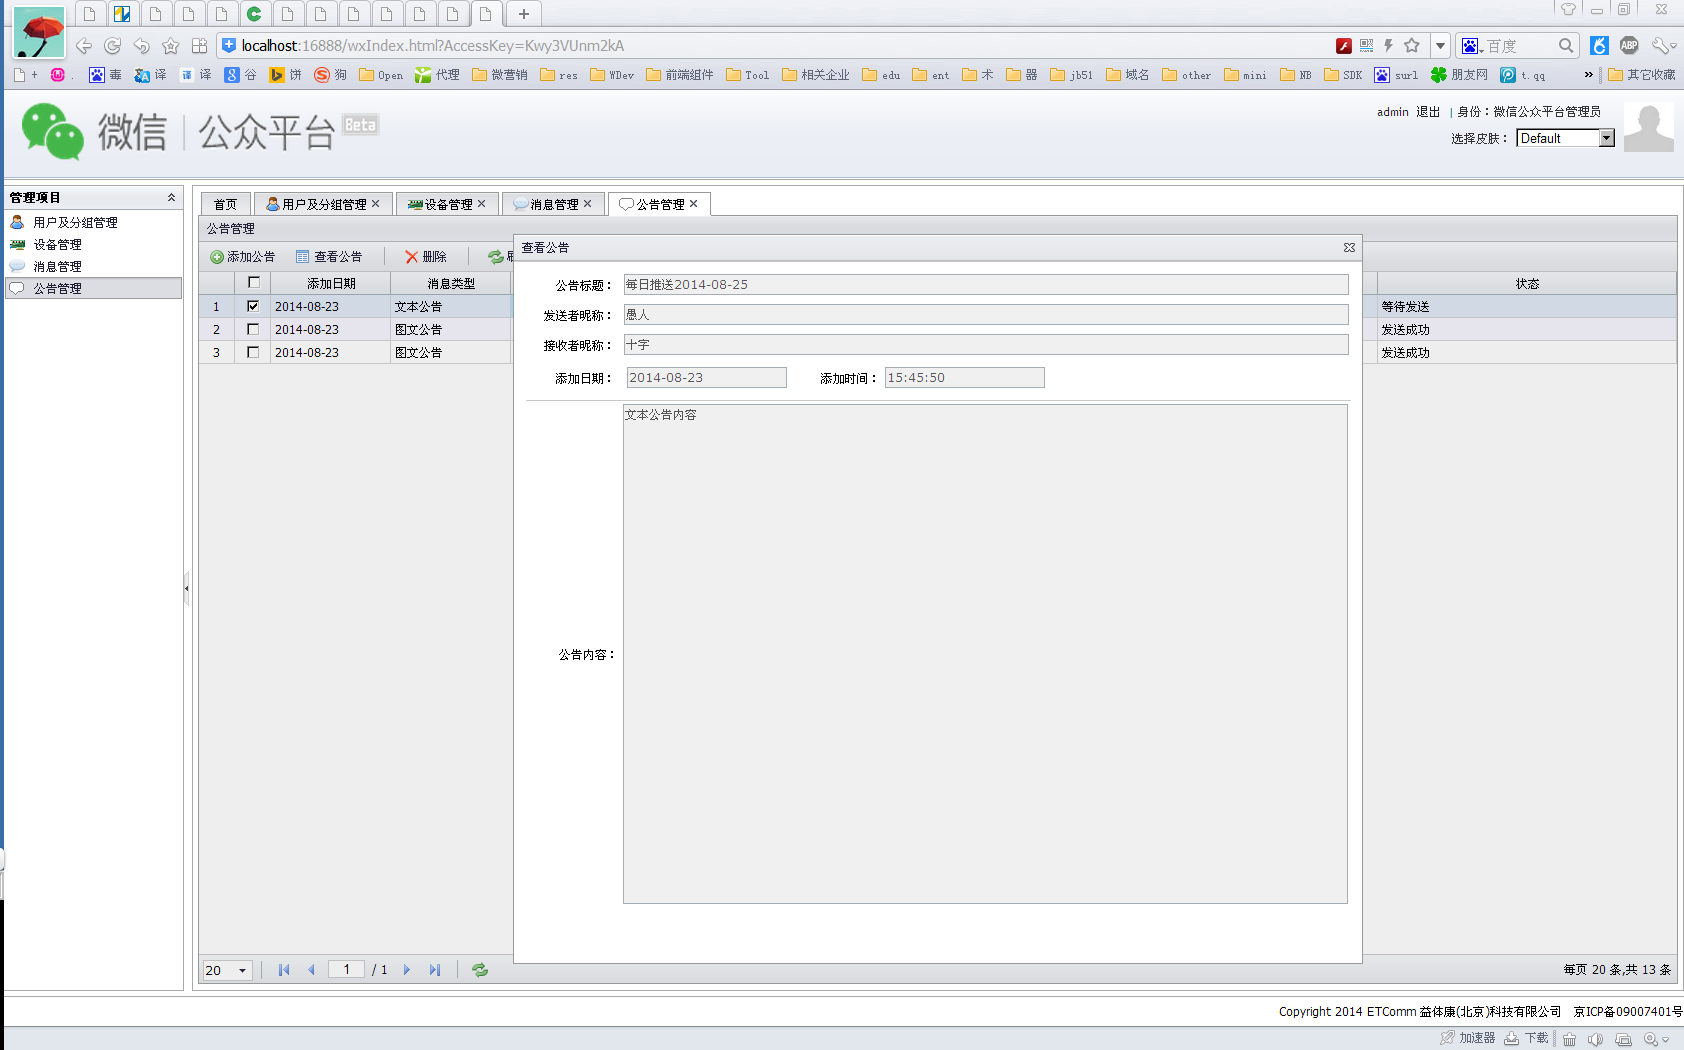 localhost:16888/wxIndex.html?AccessKey=Kwy3VUnm2kA
百度
ABP
+ . 毒 译 译 谷 饼 狗 Open 代理 微营销 res WDev 前端组件 Tool 相关企业 edu ent 术 器 jb51 域名 other mini NB SDK surl 朋友网 t.qq » 其它收藏
微信 公众平台 Beta
admin 退出 | 身份：微信公众平台管理员
选择皮肤： Default
管理项目
用户及分组管理
设备管理
消息管理
公告管理
首页 用户及分组管理 设备管理 消息管理 公告管理
公告管理
添加公告 查看公告 删除
添加日期 消息类型 状态
1 2014-08-23 文本公告 等待发送
2 2014-08-23 图文公告 发送成功
3 2014-08-23 图文公告 发送成功
查看公告
公告标题： 每日推送2014-08-25
发送者昵称： 愚人
接收者昵称： 十字
添加日期： 2014-08-23 添加时间： 15:45:50
公告内容： 文本公告内容
20 1 / 1 每页 20 条,共 13 条
Copyright 2014 ETComm 益体康(北京)科技有限公司 京ICP备09007401号
加速器 下载